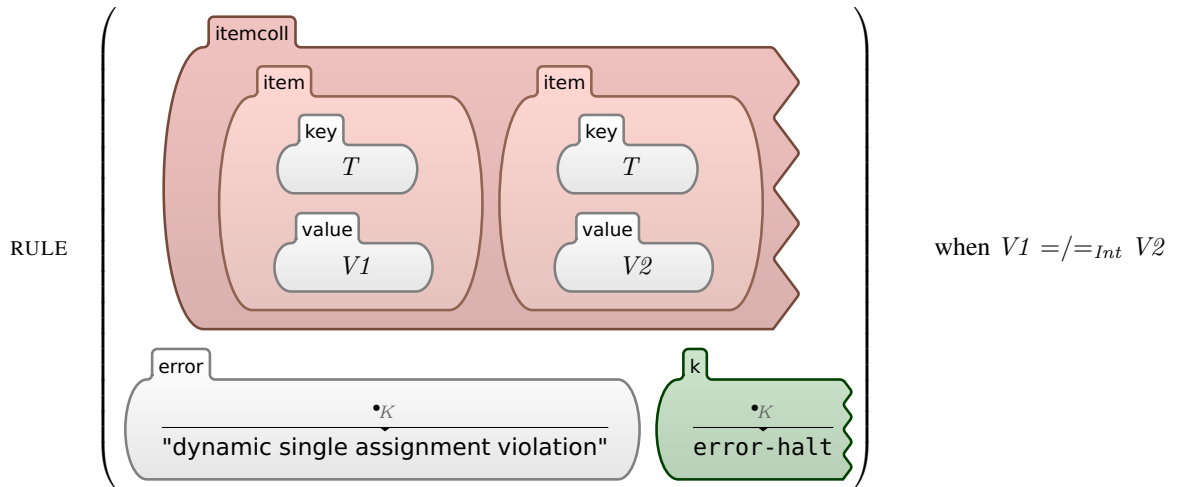 itemcoll
item item
key key
T T
value value
RULE V1 V2 when V1 =/=Int V2
error k
•K •K
"dynamic single assignment violation" error-halt